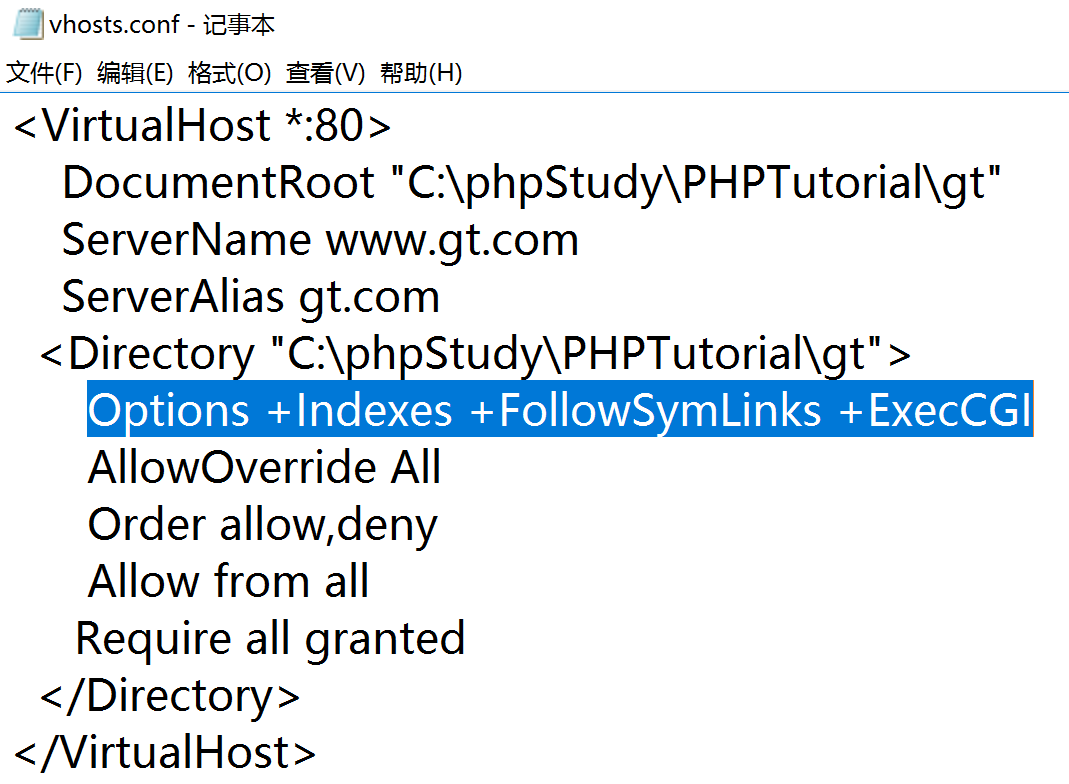 vhosts.conf - 记事本
文件(F) 编辑(E) 格式(O) 查看(V) 帮助(H)
<VirtualHost *:80>
DocumentRoot "C:\phpStudy\PHPTutorial\gt"
ServerName www.gt.com
ServerAlias gt.com
<Directory "C:\phpStudy\PHPTutorial\gt">
Options +Indexes +FollowSymLinks +ExecCGI
AllowOverride All
Order allow,deny
Allow from all
Require all granted
</Directory>
</VirtualHost>